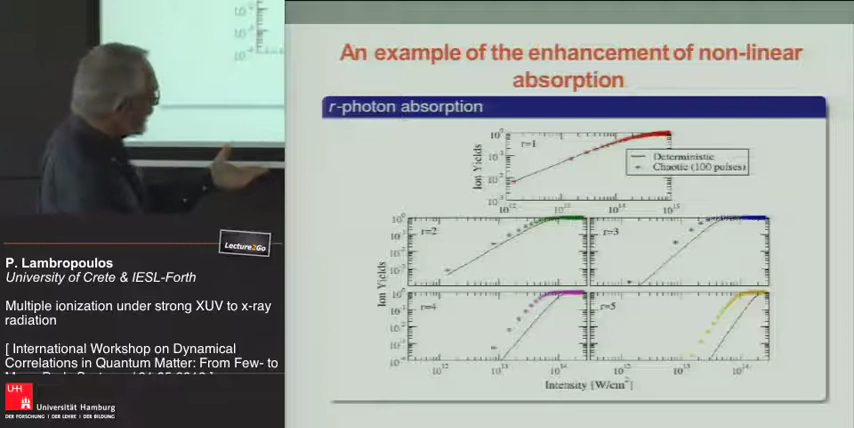 An example of the enhancement of non-linear
absorption
r-photon absorption
Ion Yields
r=1
Deterministic
Chaotic (100 pulses)
r=2
r=3
Ion Yields
r=4
r=5
Intensity [W/cm²]
Lecture2Go
P. Lambropoulos
University of Crete & IESL-Forth
Multiple ionization under strong XUV to x-ray
radiation
[ International Workshop on Dynamical
Correlations in Quantum Matter: From Few- to
UH
Universität Hamburg
DER FORSCHUNG | DER LEHRE | DER BILDUNG